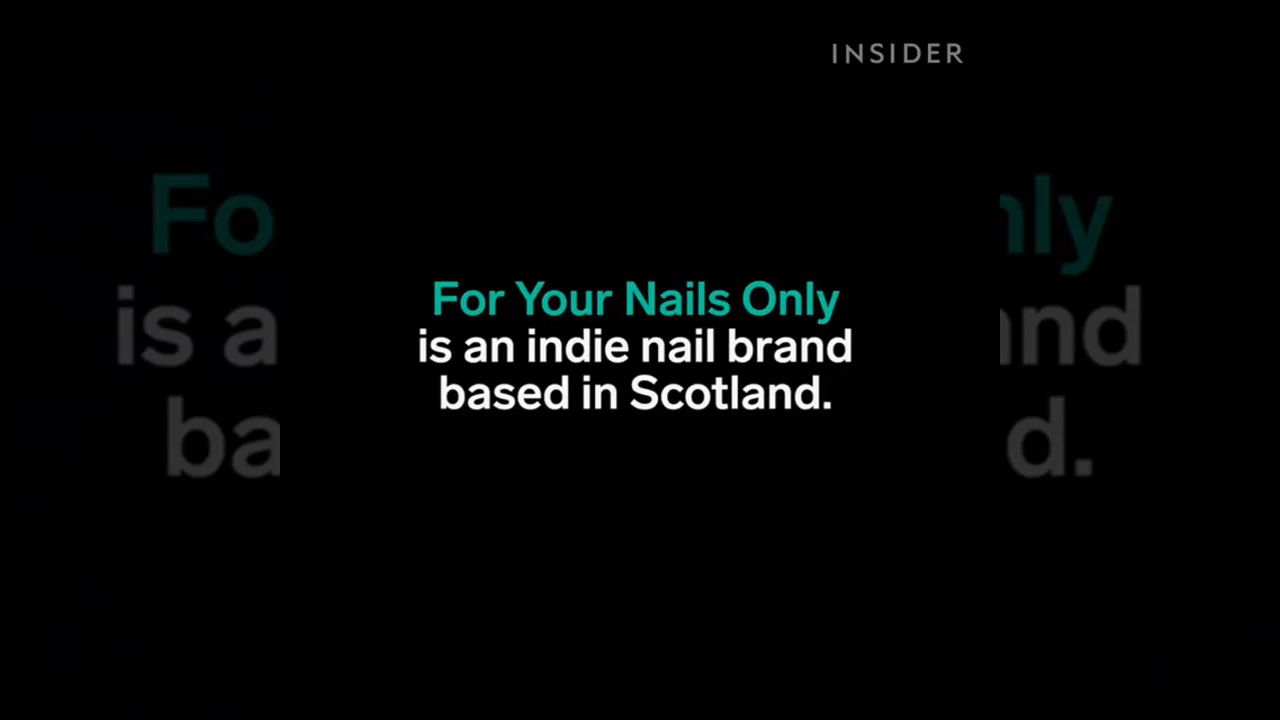 INSIDER
For Your Nails Only
is an indie nail brand
based in Scotland.